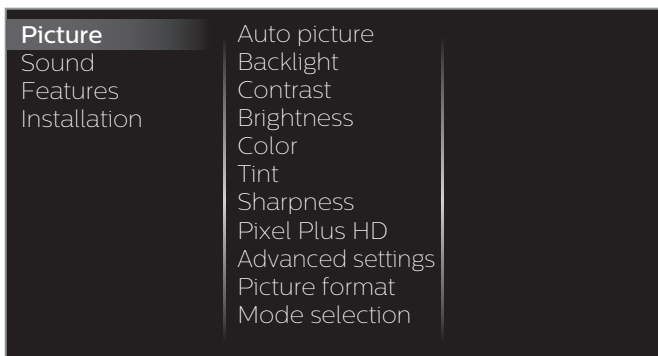 Picture
Sound
Features
Installation
Auto picture
Backlight
Contrast
Brightness
Color
Tint
Sharpness
Pixel Plus HD
Advanced settings
Picture format
Mode selection